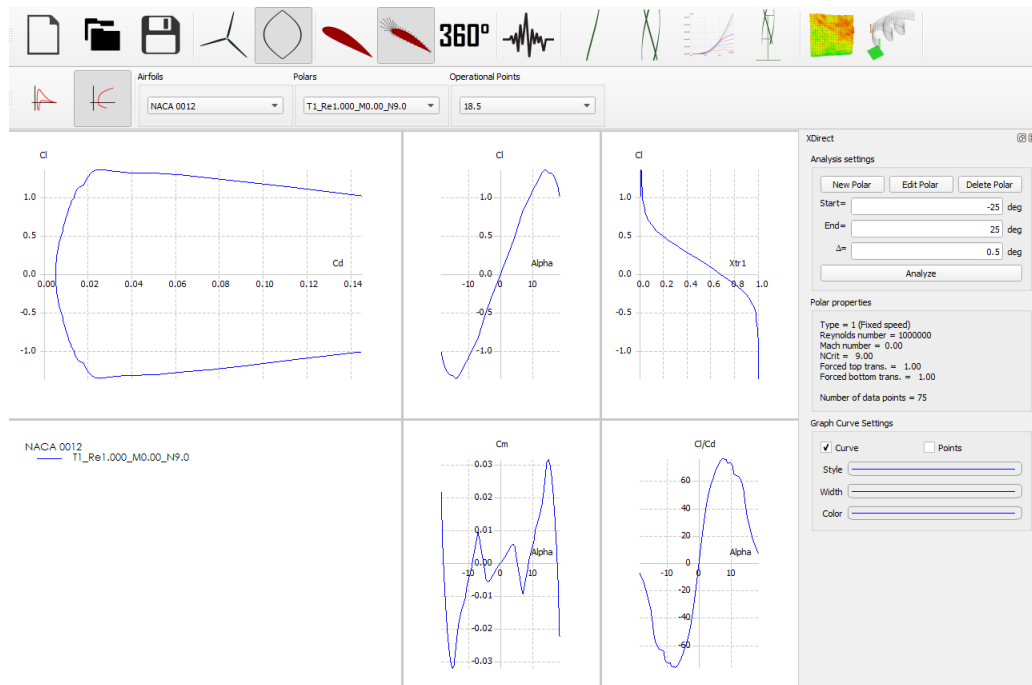 360°
Airfoils
Polars
Operational Points
NACA 0012
T1_Re1.000_M0.00_N9.0
18.5
Cl
1.0
0.5
0.0
-0.5
-1.0
Cd
0.00 0.02 0.04 0.06 0.08 0.10 0.12 0.14
Cl
1.0
0.5
0.0
-0.5
-1.0
Alpha
-10 0 10
Cl
1.0
0.5
0.0
-0.5
-1.0
Xtr1
0.0 0.2 0.4 0.6 0.8 1.0
NACA 0012
T1_Re1.000_M0.00_N9.0
Cm
0.03
0.02
0.01
0.00
-0.01
-0.02
-0.03
Alpha
-10 0 10
Cl/Cd
60
40
20
0
-20
-40
-60
Alpha
-10 0 10
XDirect
Analysis settings
New Polar Edit Polar Delete Polar
Start= -25 deg
End= 25 deg
Δ= 0.5 deg
Analyze
Polar properties
Type = 1 (Fixed speed)
Reynolds number = 1000000
Mach number = 0.00
NCrit = 9.00
Forced top trans. = 1.00
Forced bottom trans. = 1.00
Number of data points = 75
Graph Curve Settings
Curve Points
Style
Width
Color